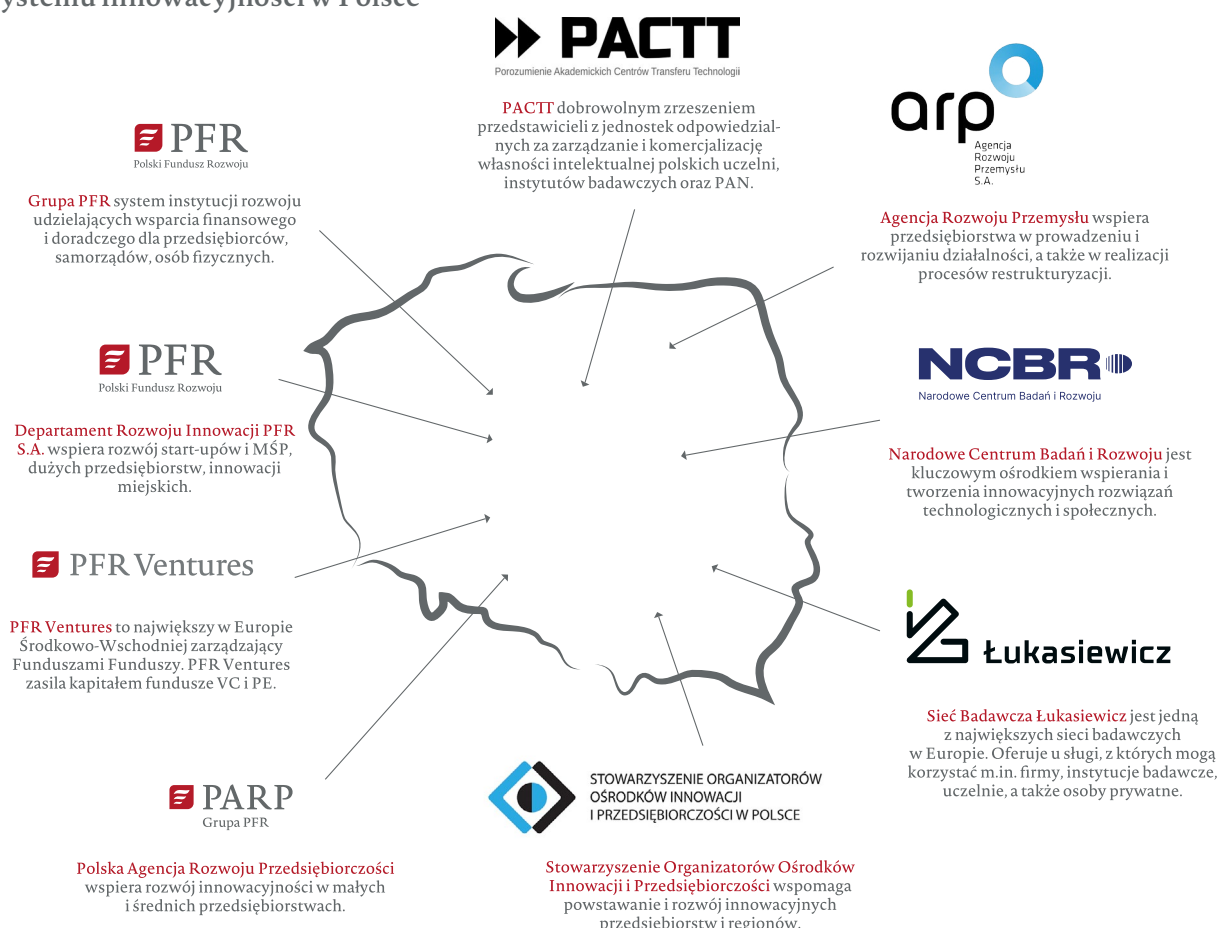 systemu innowacyjności w Polsce
PACTT
Porozumienie Akademickich Centrów Transferu Technologii
PACTT dobrowolnym zrzeszeniem
przedstawicieli z jednostek odpowiedzial-
nych za zarządzanie i komercjalizację
własności intelektualnej polskich uczelni,
instytutów badawczych oraz PAN.
arp
Agencja
Rozwoju
Przemysłu
S.A.
Agencja Rozwoju Przemysłu wspiera
przedsiębiorstwa w prowadzeniu i
rozwijaniu działalności, a także w realizacji
procesów restrukturyzacji.
PFR
Polski Fundusz Rozwoju
Grupa PFR system instytucji rozwoju
udzielających wsparcia finansowego
i doradczego dla przedsiębiorców,
samorządów, osób fizycznych.
PFR
Polski Fundusz Rozwoju
Departament Rozwoju Innowacji PFR
S.A. wspiera rozwój start-upów i MŚP,
dużych przedsiębiorstw, innowacji
miejskich.
NCBR
Narodowe Centrum Badań i Rozwoju
Narodowe Centrum Badań i Rozwoju jest
kluczowym ośrodkiem wspierania i
tworzenia innowacyjnych rozwiązań
technologicznych i społecznych.
PFR Ventures
PFR Ventures to największy w Europie
Środkowo-Wschodniej zarządzający
Funduszami Funduszy. PFR Ventures
zasila kapitałem fundusze VC i PE.
Łukasiewicz
Sieć Badawcza Łukasiewicz jest jedną
z największych sieci badawczych
w Europie. Oferuje u sługi, z których mogą
korzystać m.in. firmy, instytucje badawcze,
uczelnie, a także osoby prywatne.
PARP
Grupa PFR
Polska Agencja Rozwoju Przedsiębiorczości
wspiera rozwój innowacyjności w małych
i średnich przedsiębiorstwach.
STOWARZYSZENIE ORGANIZATORÓW
OŚRODKÓW INNOWACJI
I PRZEDSIĘBIORCZOŚCI W POLSCE
Stowarzyszenie Organizatorów Ośrodków
Innowacji i Przedsiębiorczości wspomaga
powstawanie i rozwój innowacyjnych
przedsiębiorstw i regionów.